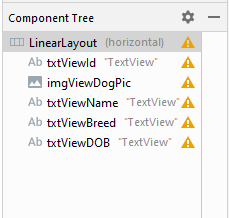 Component Tree
LinearLayout (horizontal)
Ab txtViewId "TextView"
imgViewDogPic
Ab txtViewName "TextView"
Ab txtViewBreed "TextView"
Ab txtViewDOB "TextView"